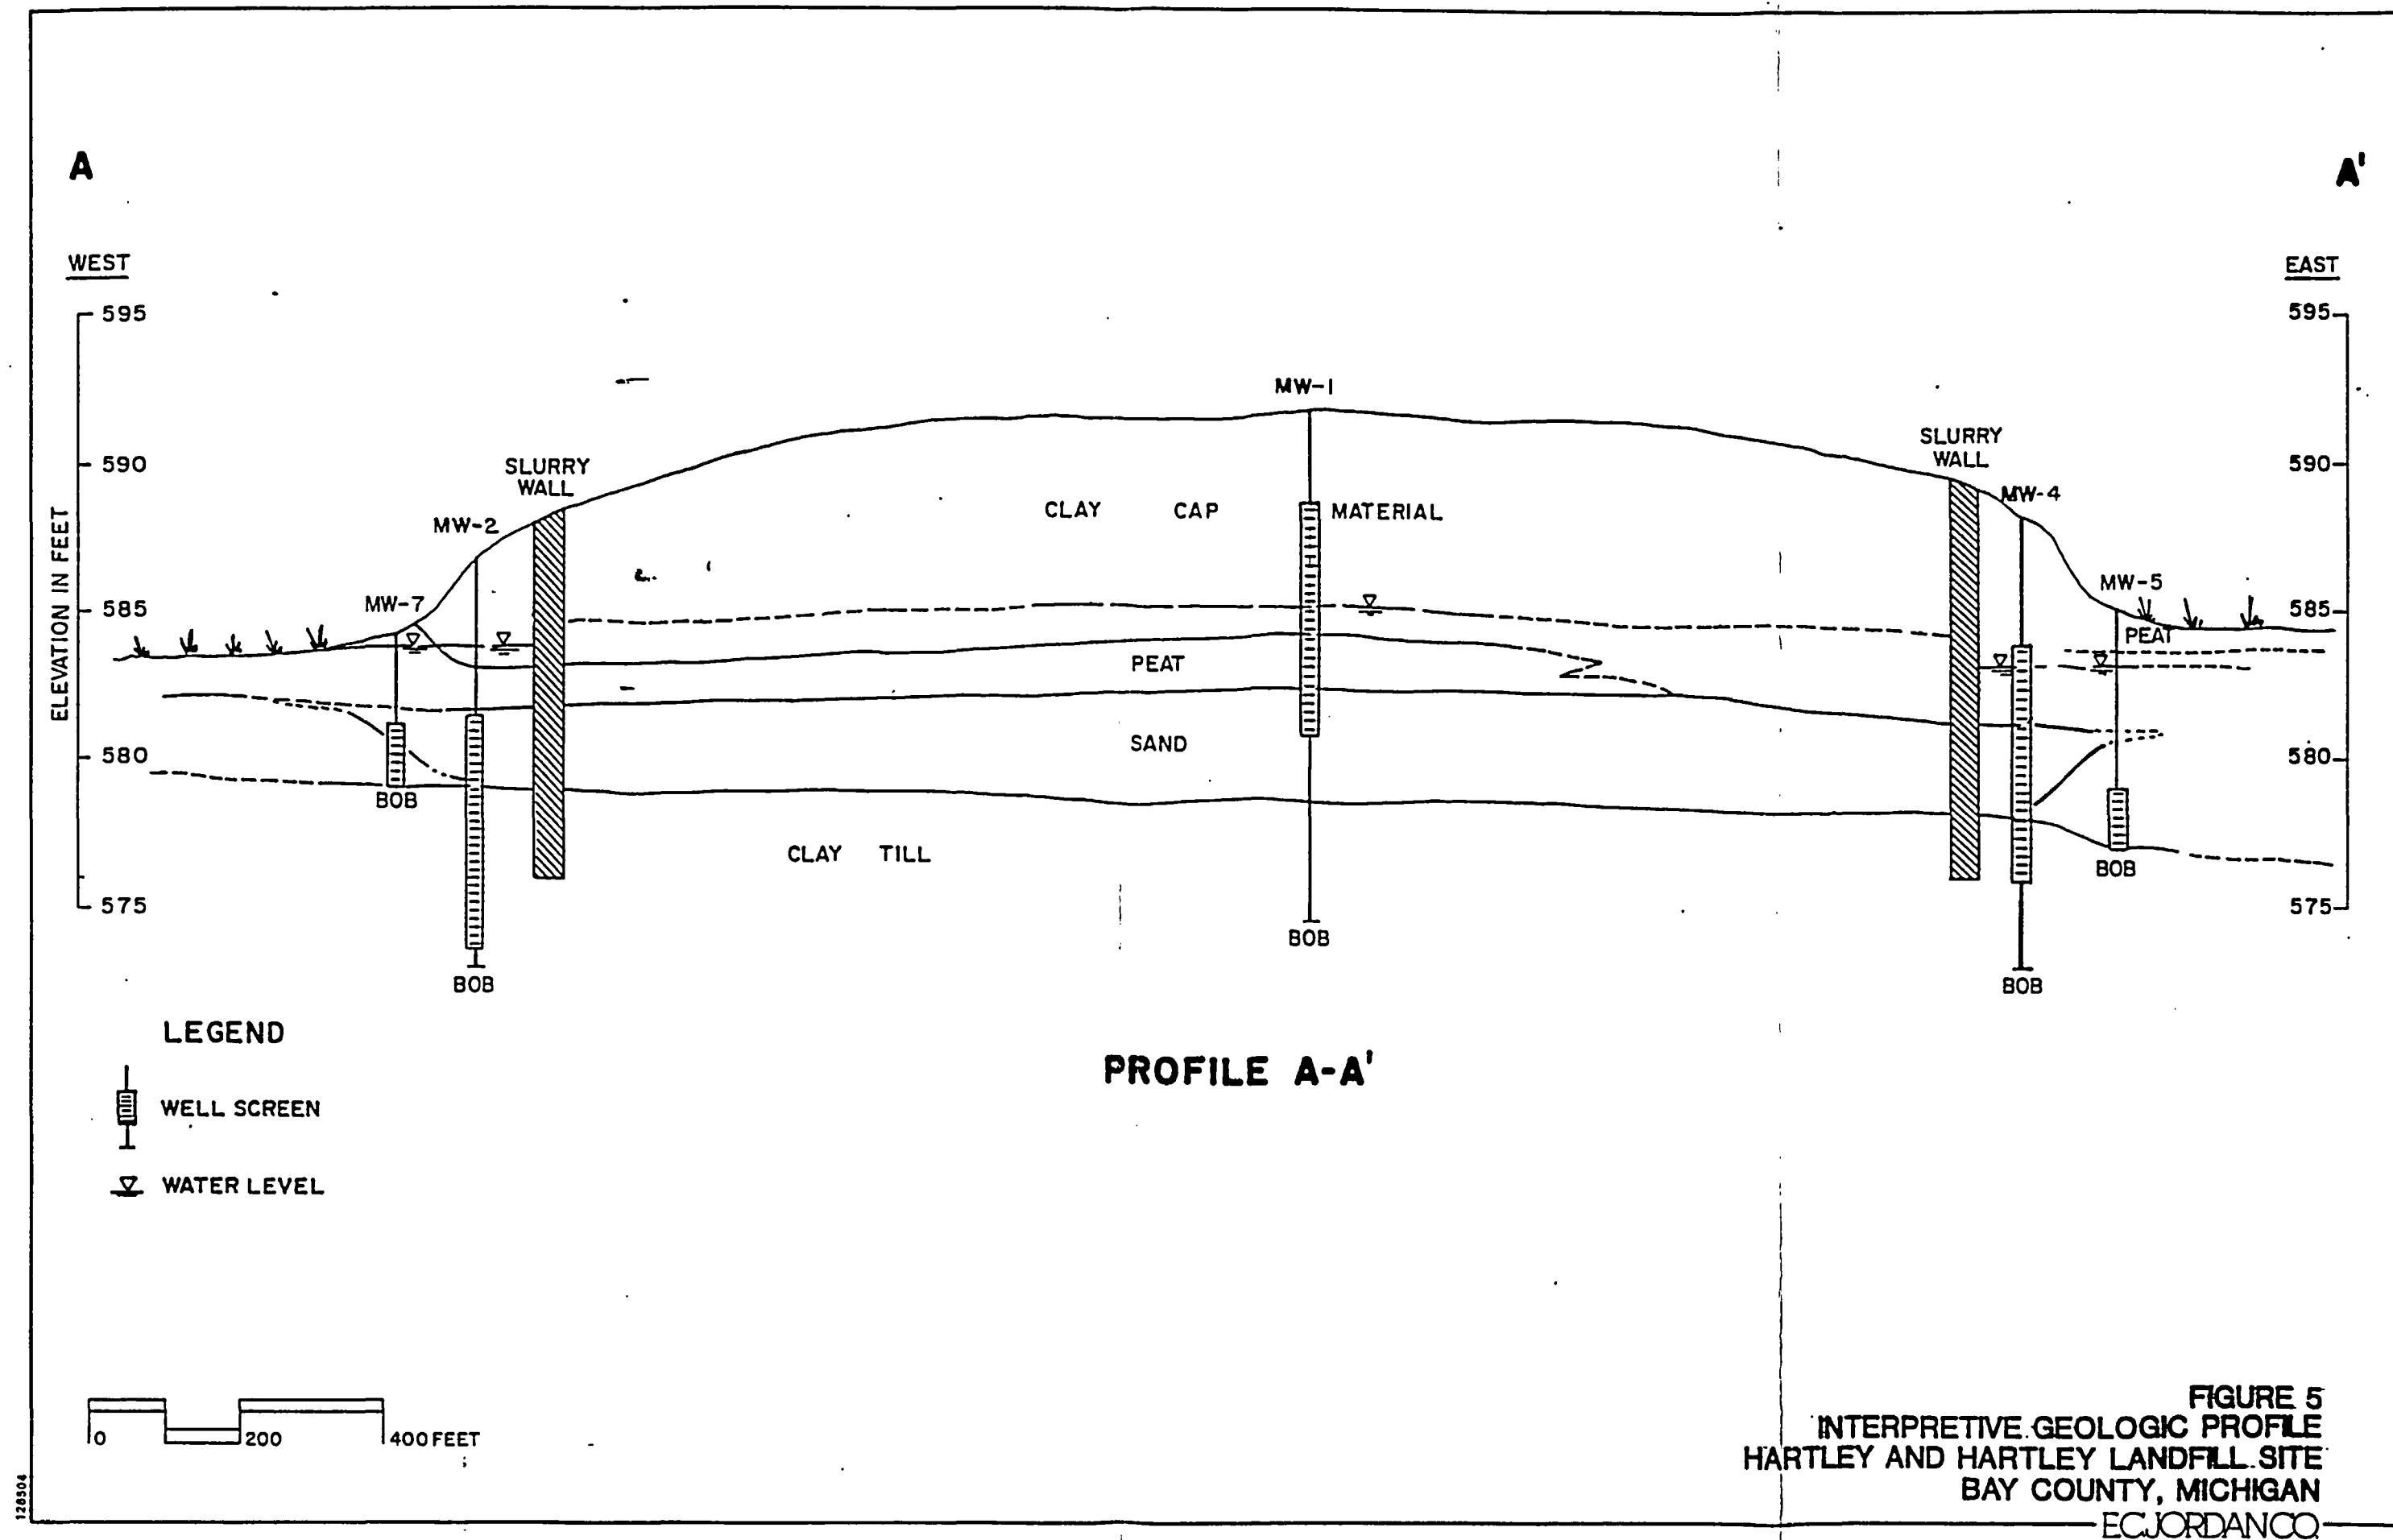 A
A'
WEST
EAST
595
595
MW-1
590
590
SLURRY
WALL
SLURRY
WALL
MW-2
MW-4
CLAY CAP MATERIAL
ELEVATION IN FEET
MW-7
MW-5
585
585
PEAT
PEAT
580
580
SAND
BOB
CLAY TILL
BOB
575
575
BOB
BOB
BOB
LEGEND
WELL SCREEN
WATER LEVEL
PROFILE A-A'
0 200 400 FEET
FIGURE 5
INTERPRETIVE GEOLOGIC PROFILE
HARTLEY AND HARTLEY LANDFILL SITE
BAY COUNTY, MICHIGAN
ECJORDANCO
128504